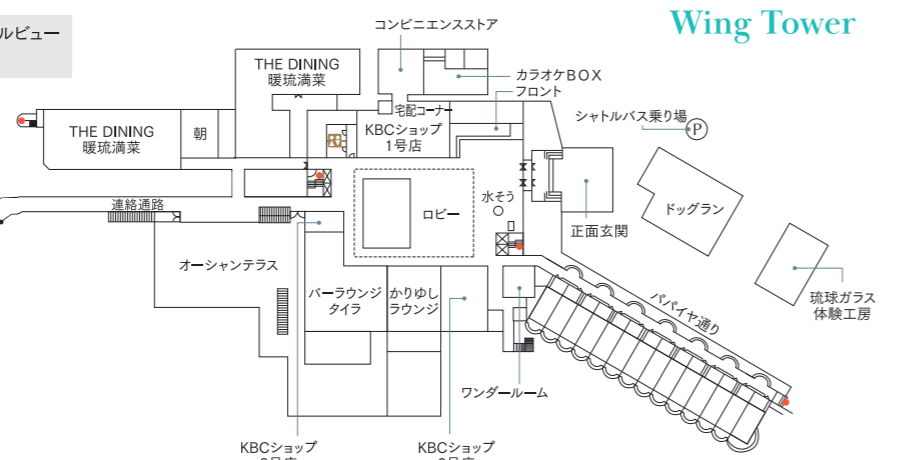 Wing Tower
ルビュー
コンビニエンスストア
THE DINING
暖琉満菜
カラオケBOX
フロント
宅配コーナー
KBCショップ
1号店
シャトルバス乗り場
P
THE DINING
暖琉満菜
朝
水そう
ロビー
ドッグラン
連絡通路
正面玄関
オーシャンテラス
バーラウンジ
タイラ
かりゆし
ラウンジ
パパイヤ通り
琉球ガラス
体験工房
ワンダールーム
KBCショップ
KBCショップ